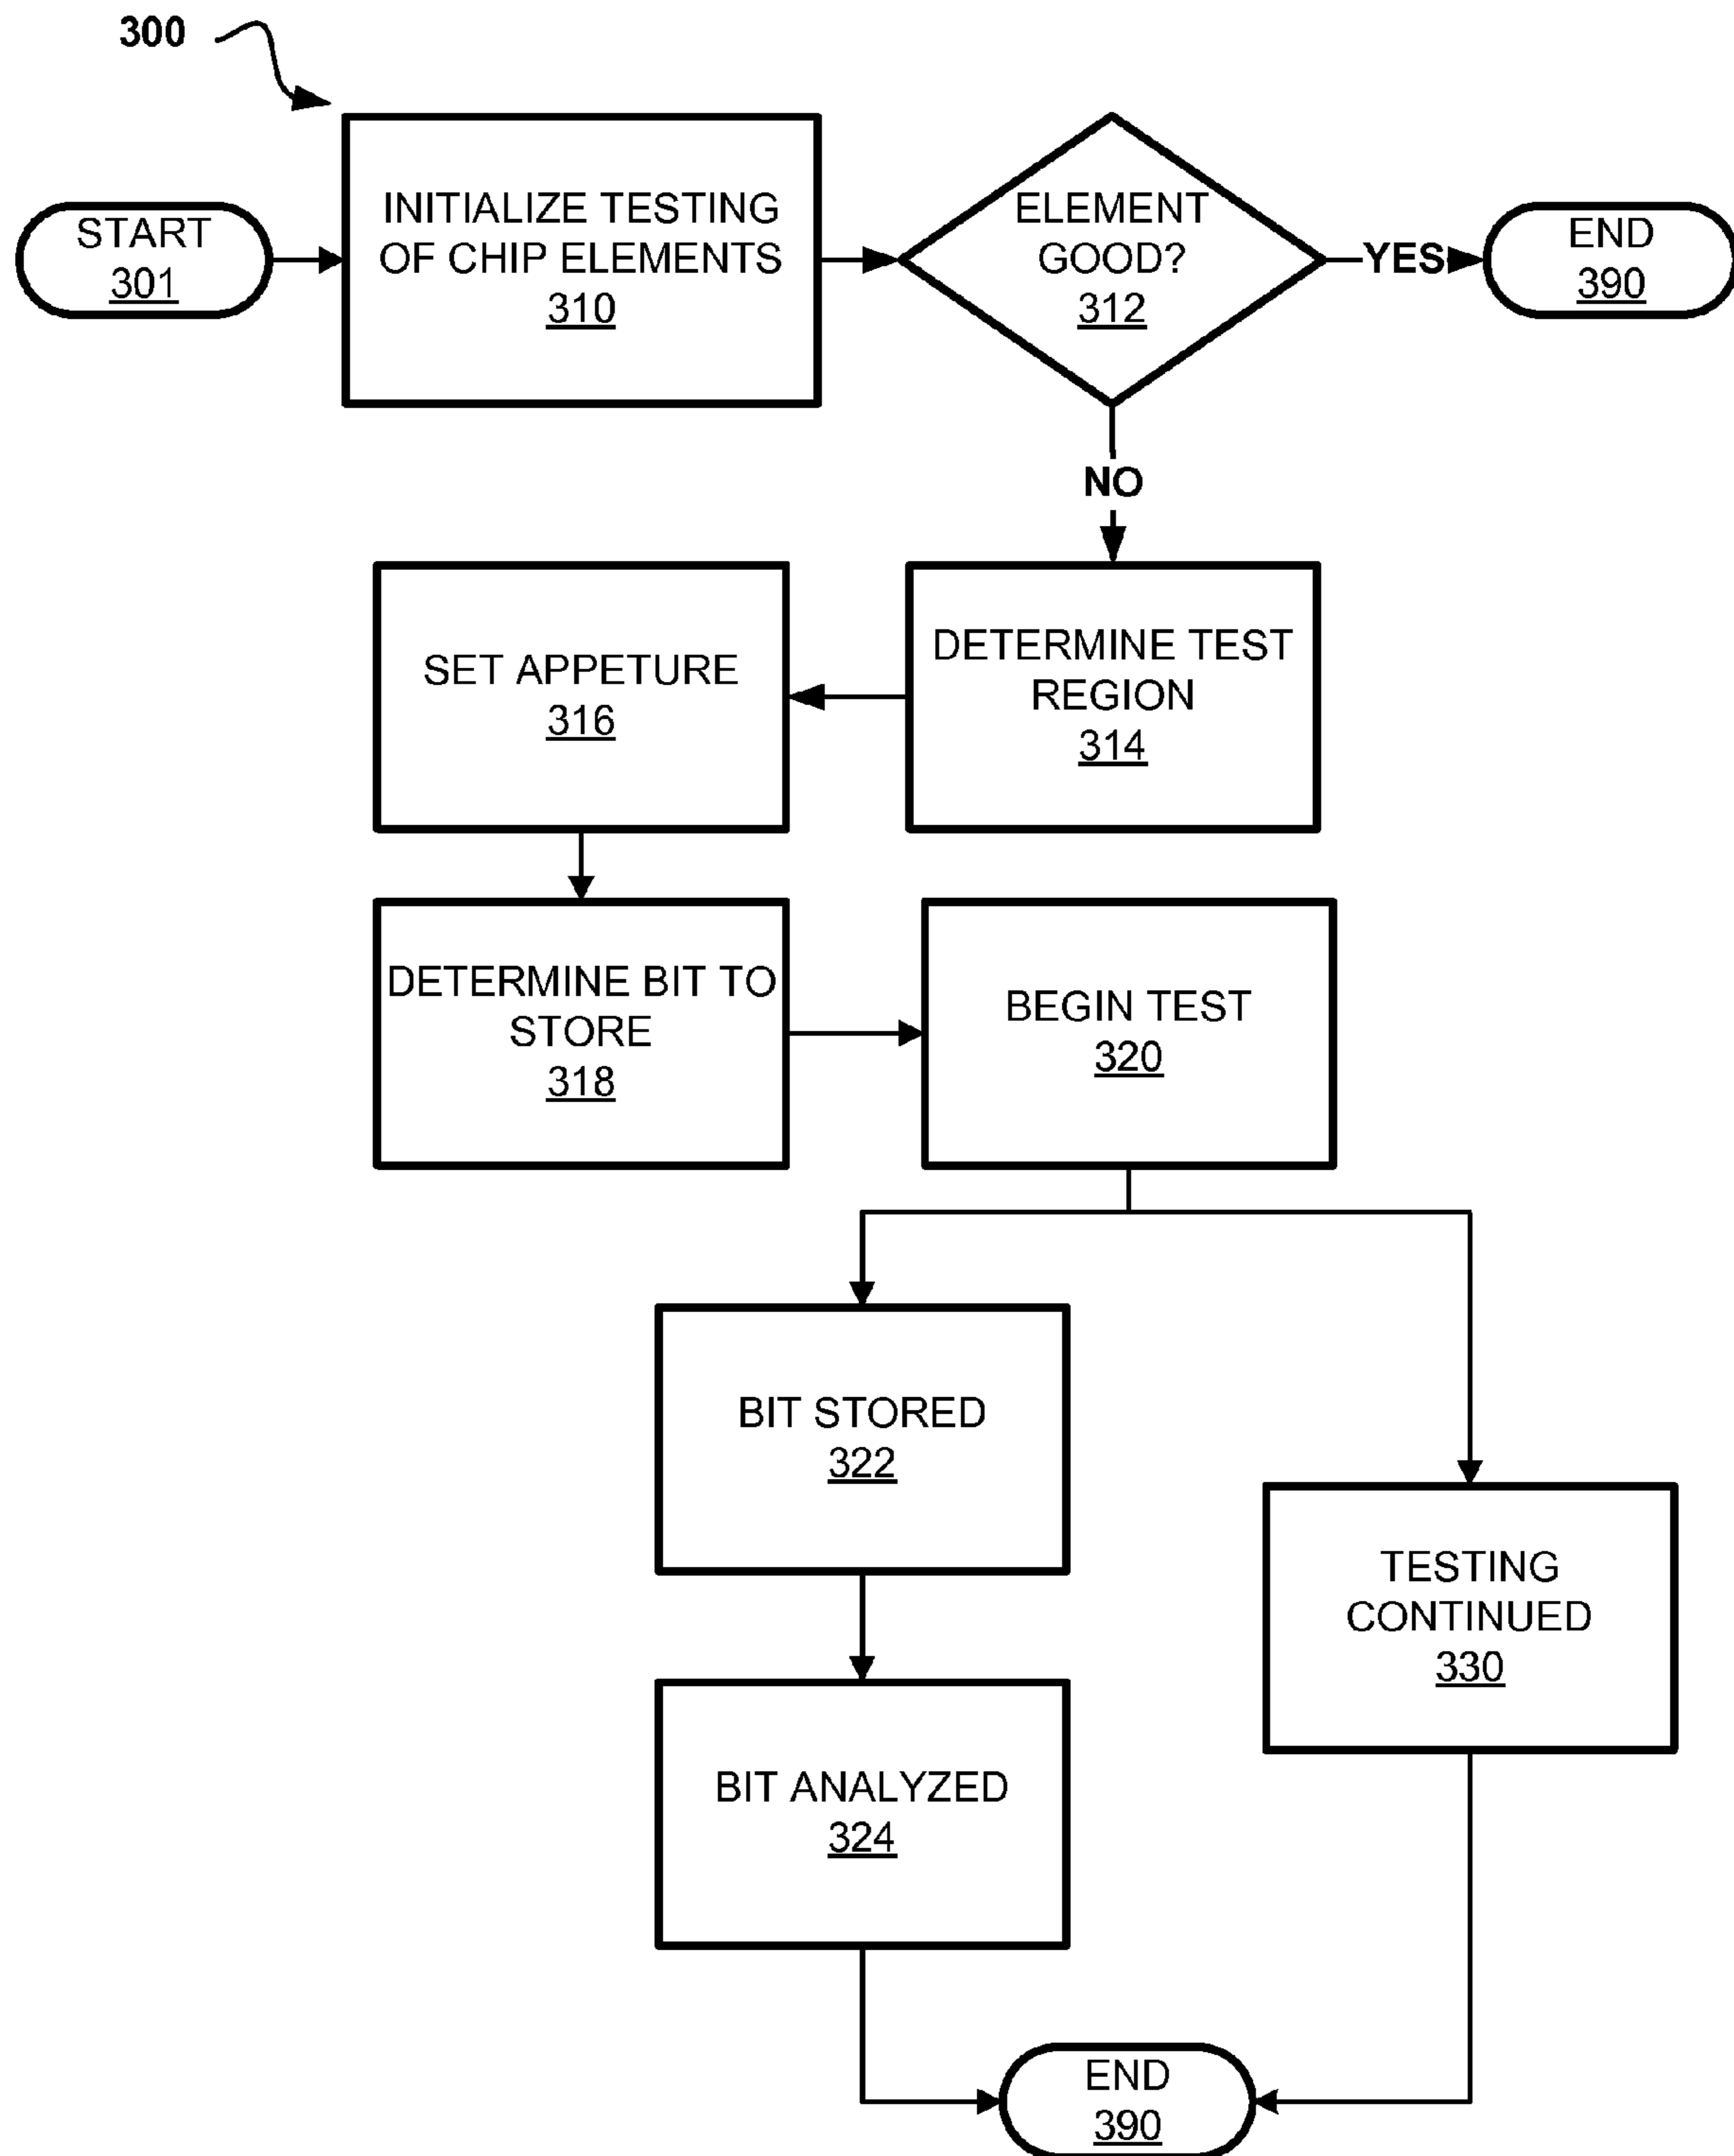 300
START
301
INITIALIZE TESTING
OF CHIP ELEMENTS
310
ELEMENT
GOOD?
312
YES
END
390
NO
DETERMINE TEST
REGION
314
SET APPETURE
316
DETERMINE BIT TO
STORE
318
BEGIN TEST
320
BIT STORED
322
TESTING
CONTINUED
330
BIT ANALYZED
324
END
390